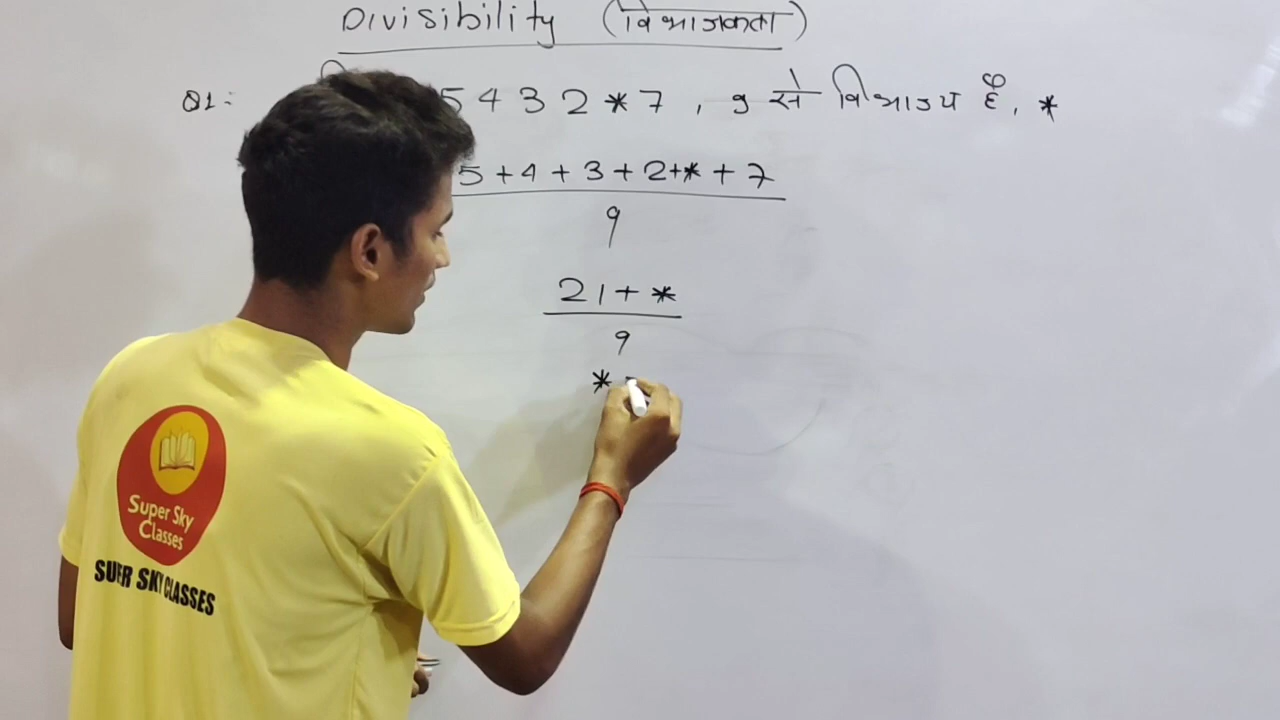 Divisibility (विभाजकता)
Q1:- 5432*7, 9 से विभाज्य है, *
5+4+3+2+*+7
9
21+*
9
*
Super Sky
Classes
SUPER SKY CLASSES